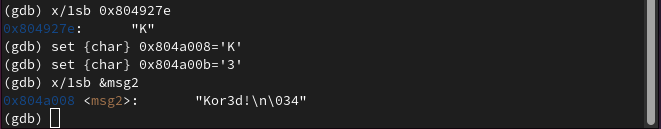 (gdb) x/1sb 0x804927e
0x804927e:      "K"
(gdb) set {char} 0x804a008='K'
(gdb) set {char} 0x804a00b='3'
(gdb) x/1sb &msg2
0x804a008 <msg2>:       "Kor3d!\n\034"
(gdb)